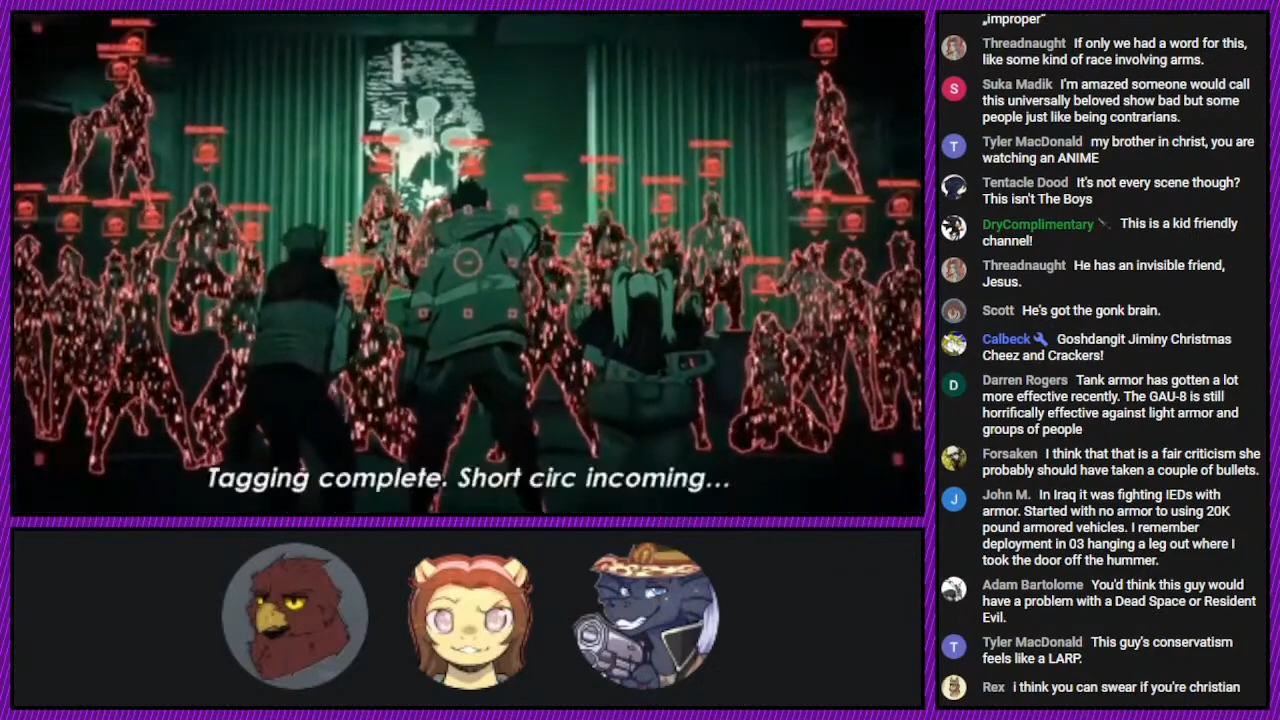 Tagging complete. Short circ incoming...
„improper“
Threadnaught If only we had a word for this,
like some kind of race involving arms.
S
Suka Madik I'm amazed someone would call
this universally beloved show bad but some
people just like being contrarians.
T
Tyler MacDonald my brother in christ, you are
watching an ANIME
Tentacle Dood It's not every scene though?
This isn't The Boys
DryComplimentary This is a kid friendly
channel!
Threadnaught He has an invisible friend,
Jesus.
Scott He's got the gonk brain.
Calbeck Goshdangit Jiminy Christmas
Cheez and Crackers!
D
Darren Rogers Tank armor has gotten a lot
more effective recently. The GAU-8 is still
horrifically effective against light armor and
groups of people
Forsaken I think that that is a fair criticism she
probably should have taken a couple of bullets.
J
John M. In Iraq it was fighting IEDs with
armor. Started with no armor to using 20K
pound armored vehicles. I remember
deployment in 03 hanging a leg out where I
took the door off the hummer.
Adam Bartolome You'd think this guy would
have a problem with a Dead Space or Resident
Evil.
T
Tyler MacDonald This guy's conservatism
feels like a LARP.
Rex i think you can swear if you're christian